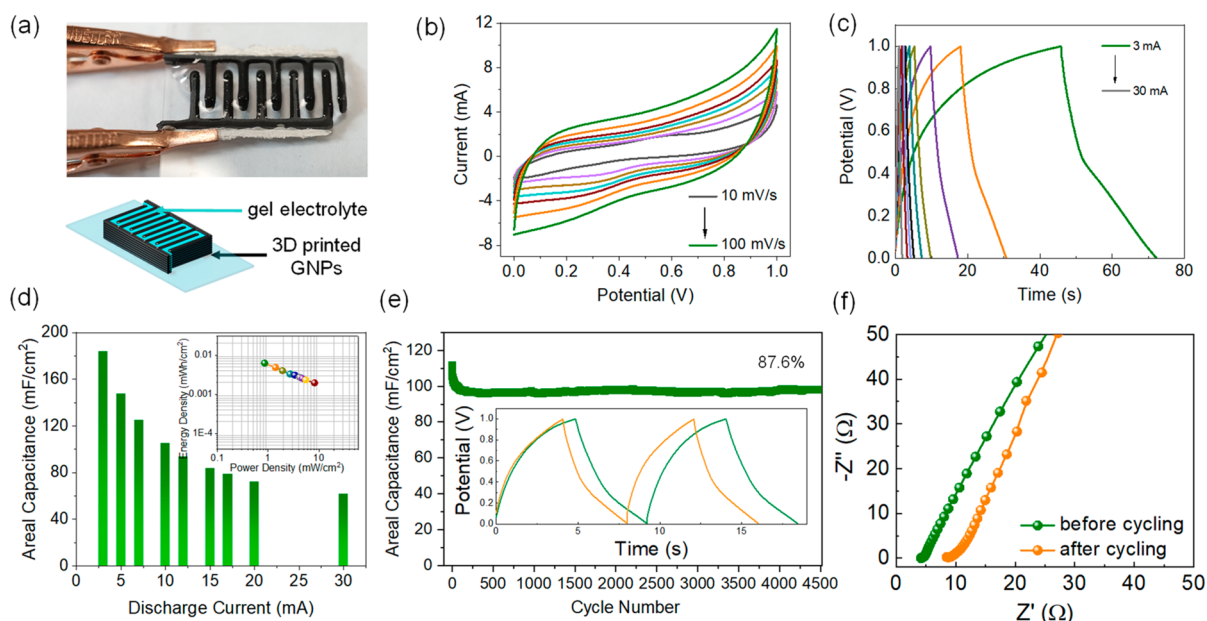 (a)
gel electrolyte
3D printed
GNPs
(b)
12
8
4
0
-4
-8
Current (mA)
10 mV/s
100 mV/s
0.0 0.2 0.4 0.6 0.8 1.0
Potential (V)
(c)
1.0
0.8
0.6
0.4
0.2
0.0
Potential (V)
3 mA
30 mA
0 20 40 60 80
Time (s)
(d)
200
160
120
80
40
0
Areal Capacitance (mF/cm²)
0 5 10 15 20 25 30
Discharge Current (mA)
0.01
0.001
1E-4
Energy Density (mWh/cm²)
0.1 1 10
Power Density (mW/cm²)
(e)
120
100
80
60
40
20
0
Areal Capacitance (mF/cm²)
87.6%
1.0
0.8
0.6
0.4
0.2
0.0
Potential (V)
0 5 10 15
Time (s)
0 500 1000 1500 2000 2500 3000 3500 4000 4500
Cycle Number
(f)
50
40
30
20
10
0
-Z'' (Ω)
before cycling
after cycling
0 10 20 30 40 50
Z' (Ω)